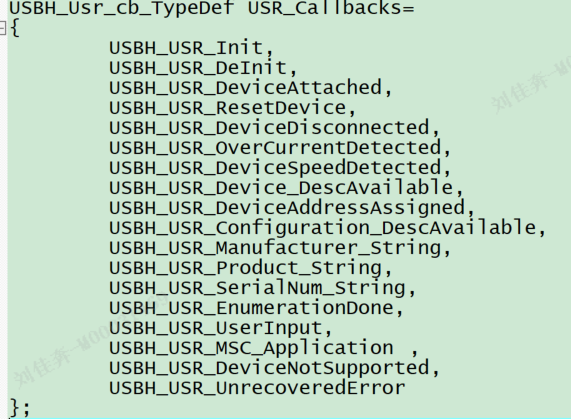 USBH_Usr_cb_TypeDef USR_Callbacks=
{
USBH_USR_Init,
USBH_USR_DeInit,
USBH_USR_DeviceAttached,
USBH_USR_ResetDevice,
USBH_USR_DeviceDisconnected,
USBH_USR_OverCurrentDetected,
USBH_USR_DeviceSpeedDetected,
USBH_USR_Device_DescAvailable,
USBH_USR_DeviceAddressAssigned,
USBH_USR_Configuration_DescAvailable,
USBH_USR_Manufacturer_String,
USBH_USR_Product_String,
USBH_USR_SerialNum_String,
USBH_USR_EnumerationDone,
USBH_USR_UserInput,
USBH_USR_MSC_Application ,
USBH_USR_DeviceNotSupported,
USBH_USR_UnrecoveredError
};